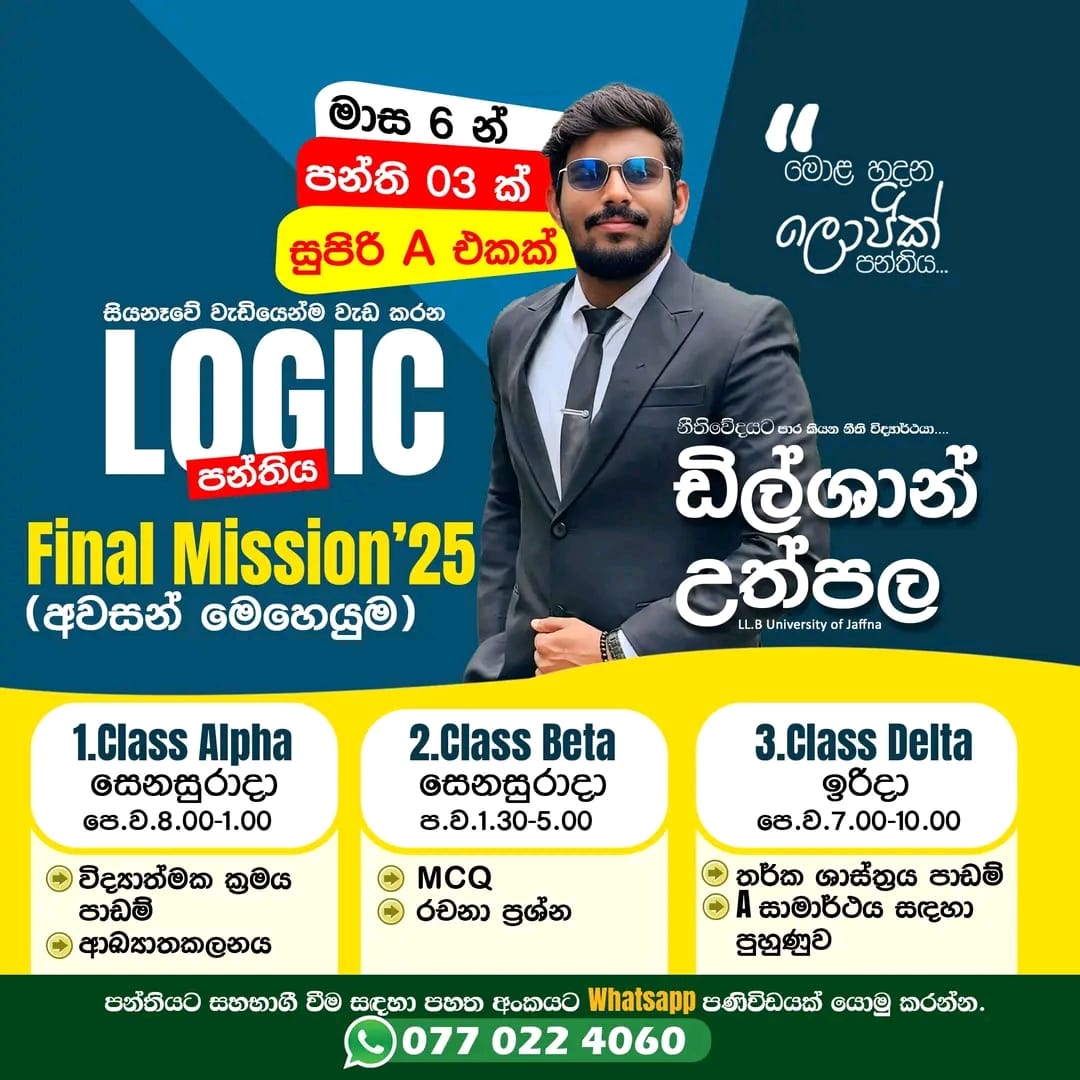 මාස 6 න්
පන්ති 03 ක්
සුපිරි A එකක්
“
මොළ හදන
ලොජික්
පන්තිය...
සියනෑවේ වැඩියෙන්ම වැඩ කරන
LOGIC
පන්තිය
Final Mission’25
(අවසන් මෙහෙයුම)
නීතිවේදයට පාර කියන නීති විද්‍යාර්ථයා....
ඩිල්ශාන්
උත්පල
LL.B University of Jaffna
1.Class Alpha
සෙනසුරාදා
පෙ.ව.8.00-1.00
විද්‍යාත්මක ක්‍රමය
පාඩම්
ආඛ්‍යාතකලනය
2.Class Beta
සෙනසුරාදා
ප.ව.1.30-5.00
MCQ
රචනා ප්‍රශ්න
3.Class Delta
ඉරිදා
පෙ.ව.7.00-10.00
තර්ක ශාස්ත්‍රය පාඩම්
A සාමාර්ථය සඳහා
පුහුණුව
පන්තියට සහභාගී වීම සඳහා පහත අංකයට Whatsapp පණිවිඩයක් යොමු කරන්න.
077 022 4060